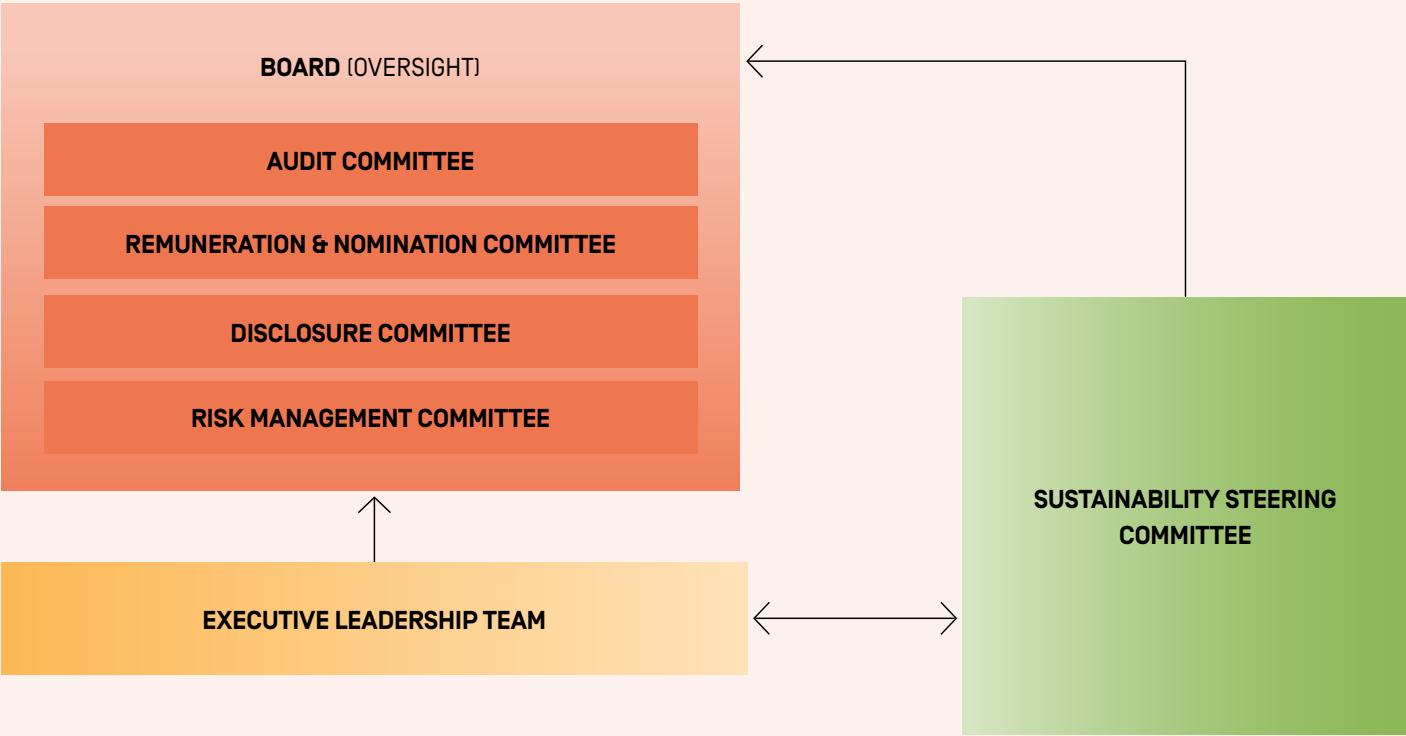 BOARD (OVERSIGHT)
AUDIT COMMITTEE
REMUNERATION & NOMINATION COMMITTEE
DISCLOSURE COMMITTEE
RISK MANAGEMENT COMMITTEE
EXECUTIVE LEADERSHIP TEAM
SUSTAINABILITY STEERING
COMMITTEE